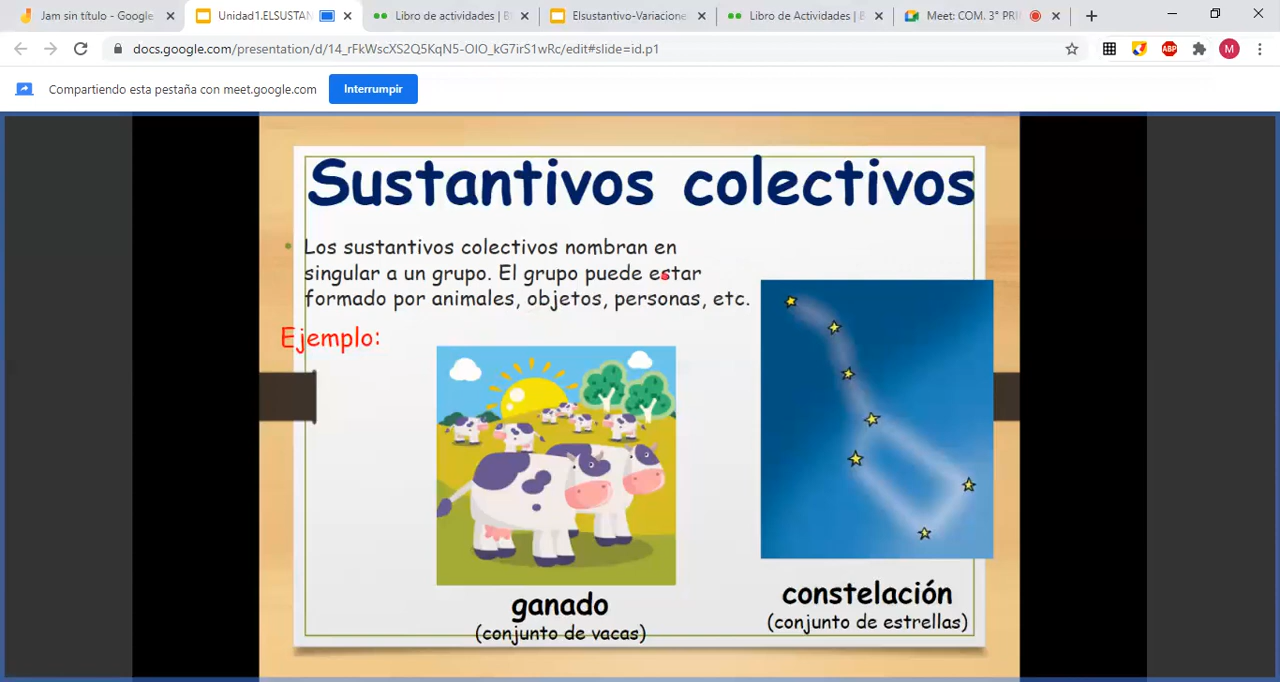 Jam sin título - Google
Unidad1.ELSUSTAN
Libro de actividades | B
Elsustantivo-Variacione
Libro de Actividades | B
Meet: COM. 3° PRI
docs.google.com/presentation/d/14_rFkWscXS2Q5KqN5-OIO_kG7irS1wRc/edit#slide=id.p1
ABP
M
Compartiendo esta pestaña con meet.google.com
Interrumpir
Sustantivos colectivos
• Los sustantivos colectivos nombran en
singular a un grupo. El grupo puede estar
formado por animales, objetos, personas, etc.
Ejemplo:
ganado
(conjunto de vacas)
constelación
(conjunto de estrellas)